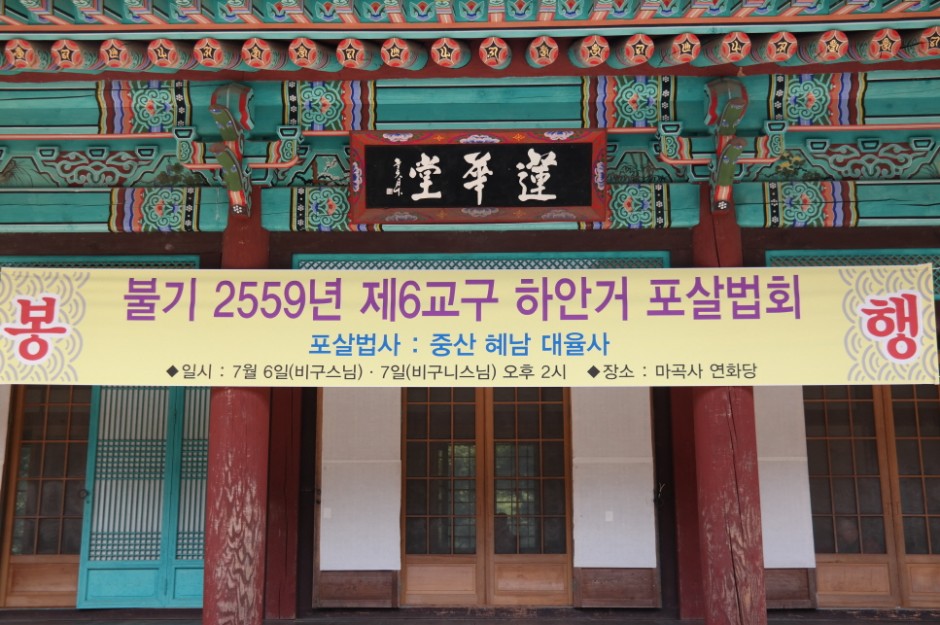 蓮華堂
봉행
불기 2559년 제6교구 하안거 포살법회
포살법사 : 중산 혜남 대율사
◆일시 : 7월 6일(비구스님) · 7일(비구니스님) 오후 2시 ◆장소 : 마곡사 연화당